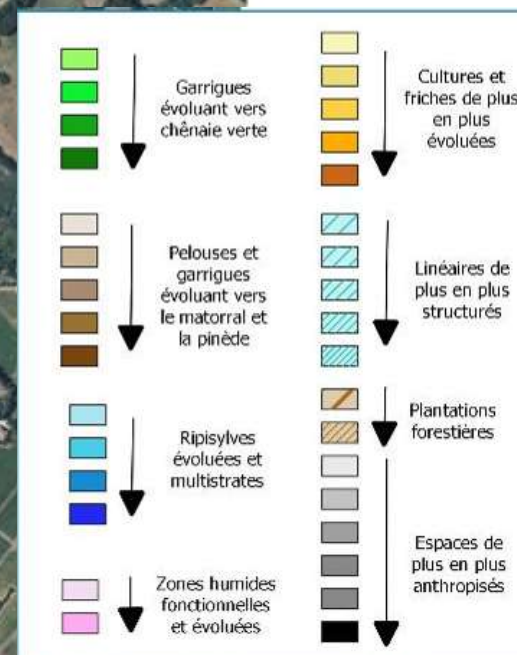 Garrigues
évoluant vers
chênaie verte
Pelouses et
garrigues
évoluant vers
le matorral et
la pinède
Ripisylves
évoluées et
multistrates
Zones humides
fonctionnelles
et évoluées
Cultures et
friches de plus
en plus
évoluées
Linéaires de
plus en plus
structurés
Plantations
forestières
Espaces de
plus en plus
anthropisés